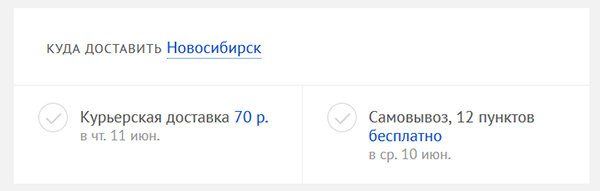 КУДА ДОСТАВИТЬ Новосибирск
Курьерская доставка 70 р.
в чт. 11 июн.
Самовывоз, 12 пунктов
бесплатно
в ср. 10 июн.